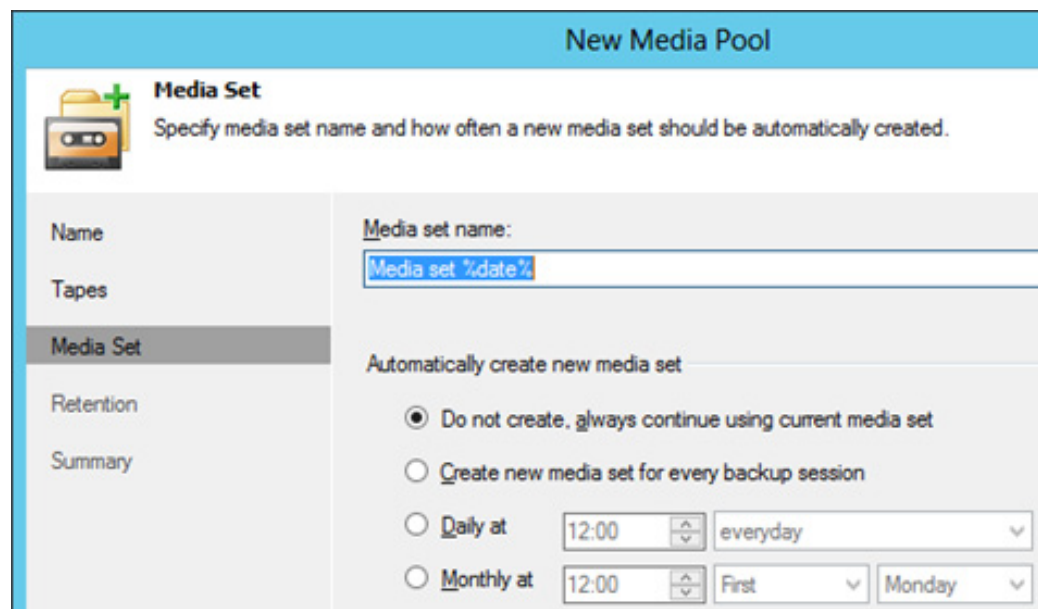 New Media Pool
Media Set
Specify media set name and how often a new media set should be automatically created.
Name
Tapes
Media Set
Retention
Summary
Media set name:
Media set %date%
Automatically create new media set
Do not create, always continue using current media set
Create new media set for every backup session
Daily at 12:00 everyday
Monthly at 12:00 First Monday